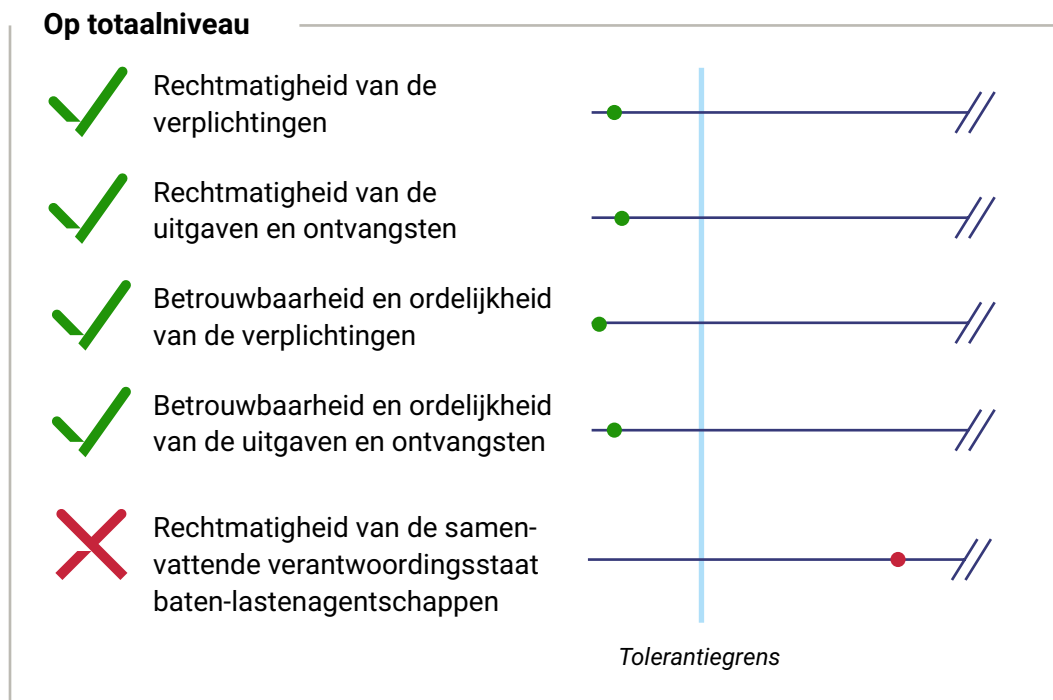 Op totaalniveau
Rechtmatigheid van de
verplichtingen
Rechtmatigheid van de
uitgaven en ontvangsten
Betrouwbaarheid en ordelijkheid
van de verplichtingen
Betrouwbaarheid en ordelijkheid
van de uitgaven en ontvangsten
Rechtmatigheid van de samen-
vattende verantwoordingsstaat
baten-lastenagentschappen
Tolerantiegrens